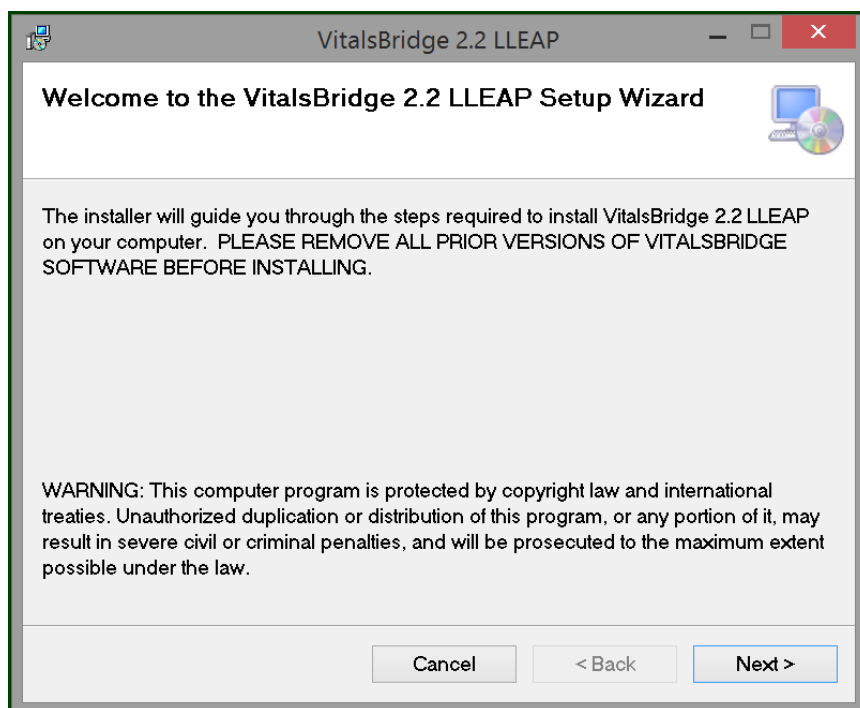 VitalsBridge 2.2 LLEAP
Welcome to the VitalsBridge 2.2 LLEAP Setup Wizard
The installer will guide you through the steps required to install VitalsBridge 2.2 LLEAP
on your computer. PLEASE REMOVE ALL PRIOR VERSIONS OF VITALSBRIDGE
SOFTWARE BEFORE INSTALLING.
WARNING: This computer program is protected by copyright law and international
treaties. Unauthorized duplication or distribution of this program, or any portion of it, may
result in severe civil or criminal penalties, and will be prosecuted to the maximum extent
possible under the law.
Cancel < Back Next >